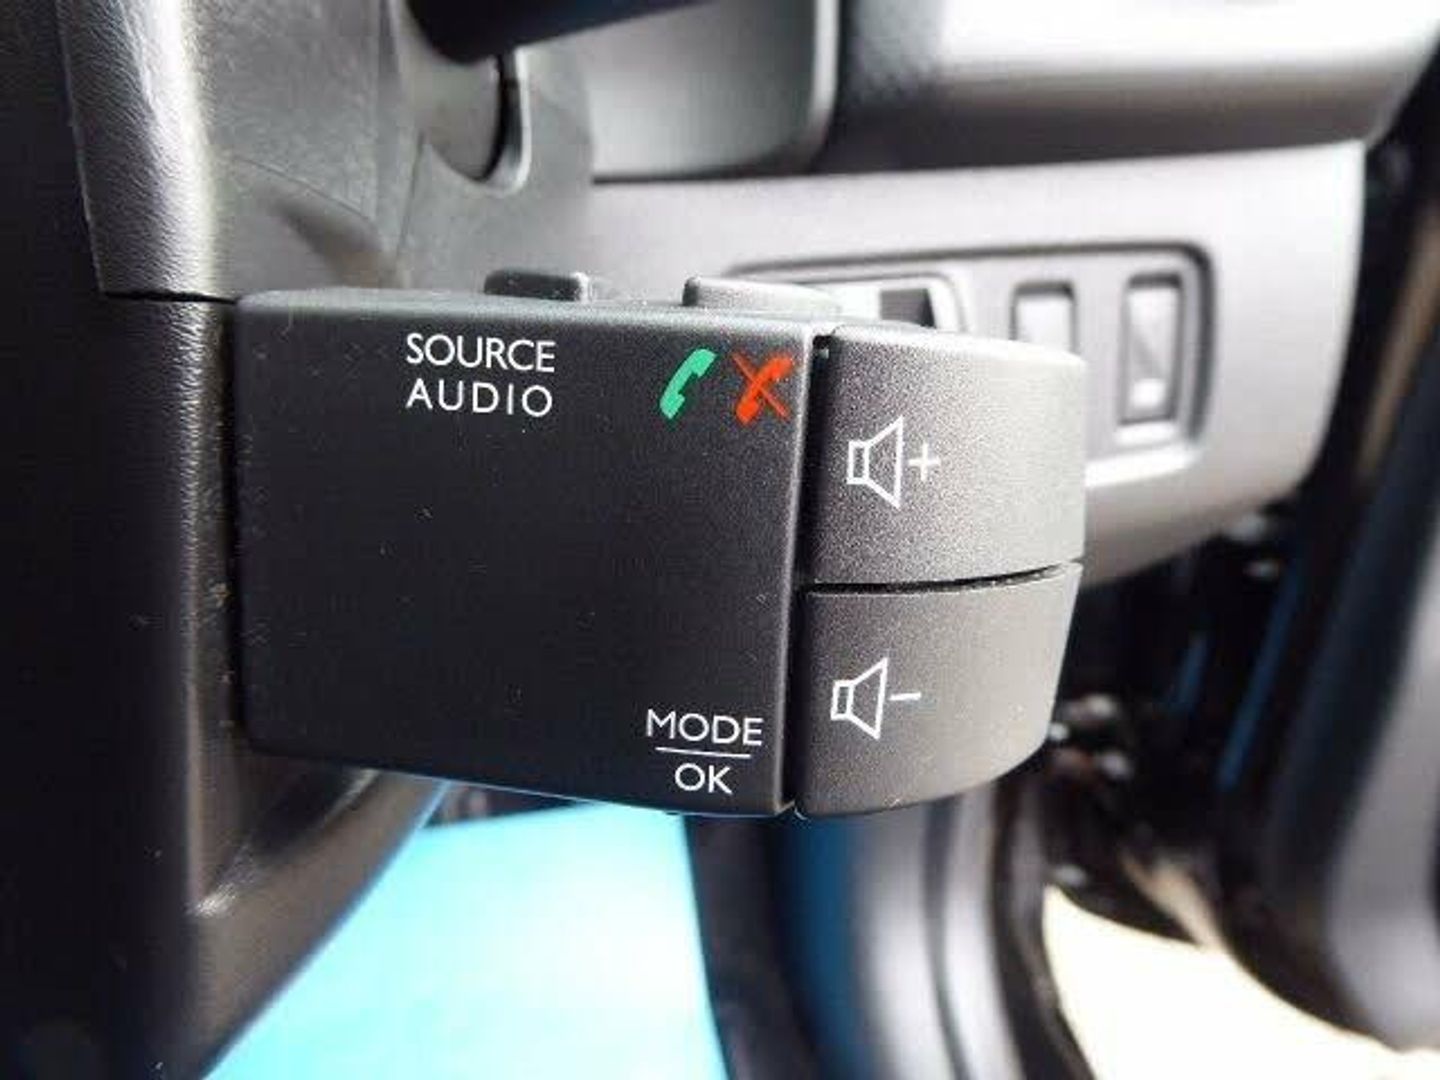 SOURCE
AUDIO
+
-
MODE
OK